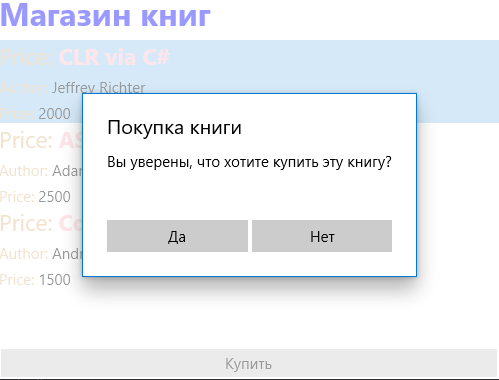 Магазин книг
Price: CLR via C#
Author: Jeffrey Richter
Price: 2000
Price: AS
Author: Adar
Price: 2500
Price: Co
Author: Andr
Price: 1500
Покупка книги
Вы уверены, что хотите купить эту книгу?
Да
Нет
Купить